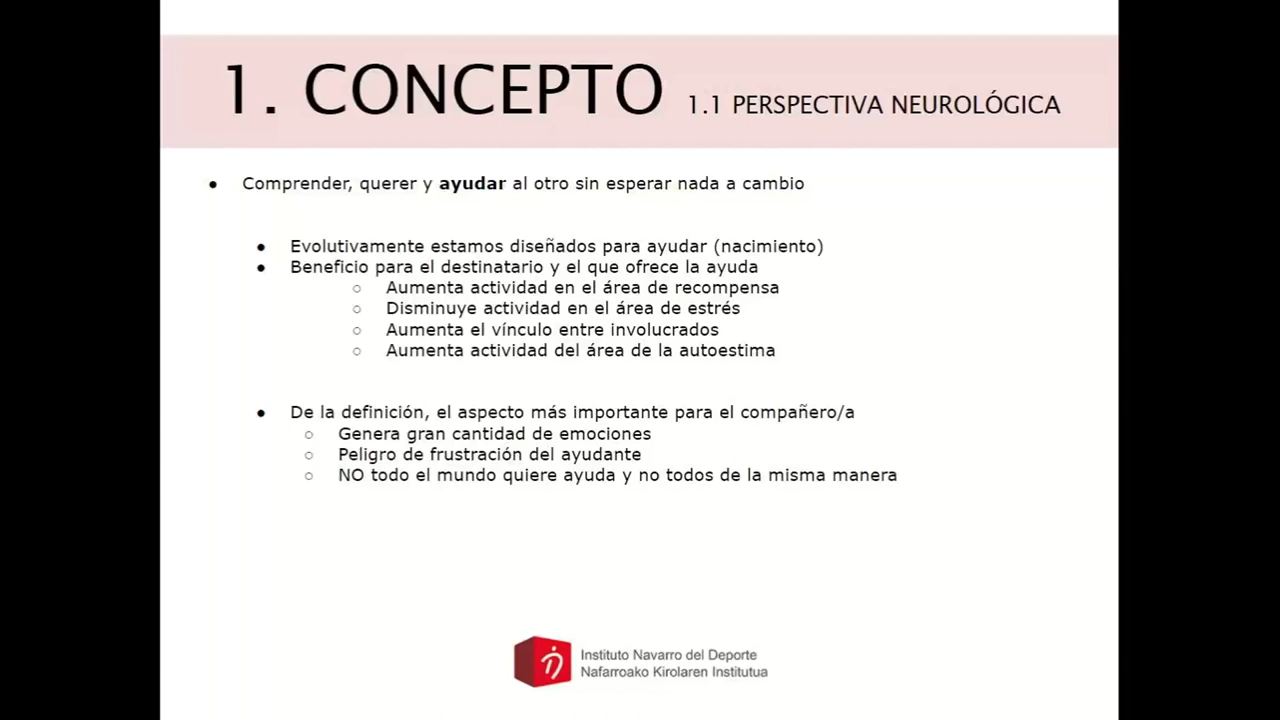 1. CONCEPTO 1.1 PERSPECTIVA NEUROLÓGICA
● Comprender, querer y ayudar al otro sin esperar nada a cambio
● Evolutivamente estamos diseñados para ayudar (nacimiento)
● Beneficio para el destinatario y el que ofrece la ayuda
○ Aumenta actividad en el área de recompensa
○ Disminuye actividad en el área de estrés
○ Aumenta el vínculo entre involucrados
○ Aumenta actividad del área de la autoestima
● De la definición, el aspecto más importante para el compañero/a
○ Genera gran cantidad de emociones
○ Peligro de frustración del ayudante
○ NO todo el mundo quiere ayuda y no todos de la misma manera
Instituto Navarro del Deporte
Nafarroako Kirolaren Institutua